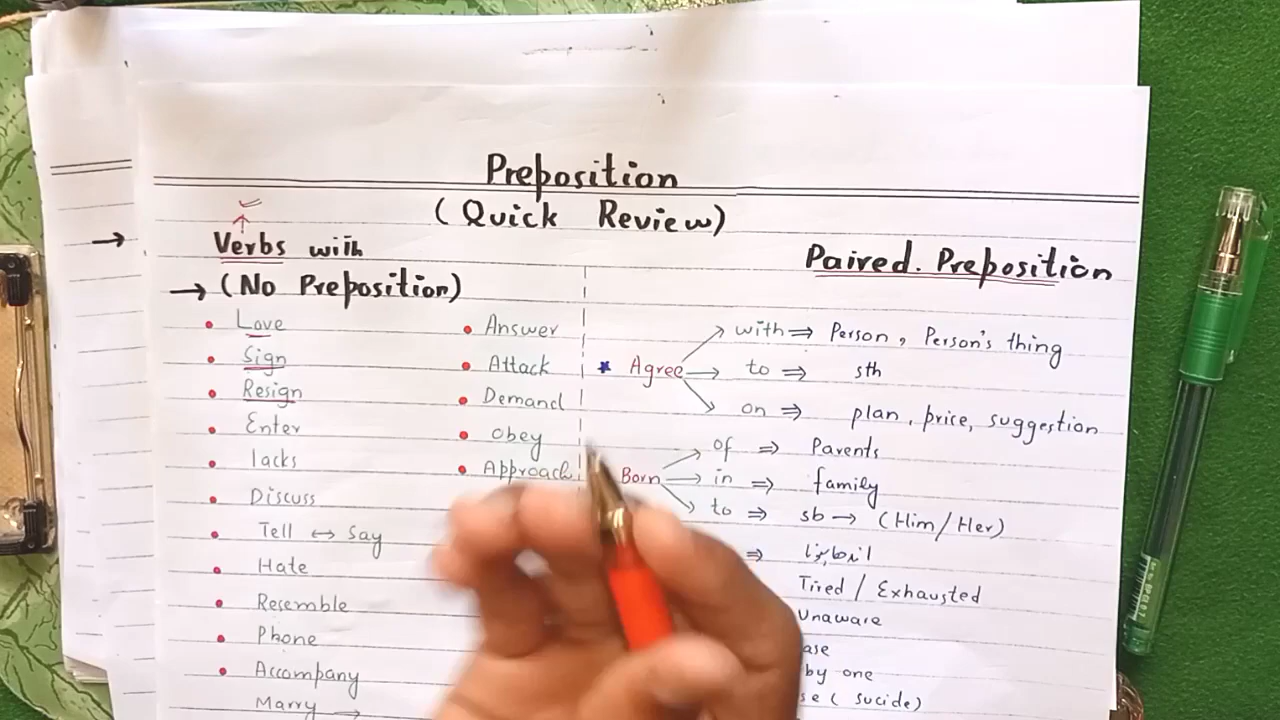 Preposition
(Quick Review)
→ Verbs with
→ (No Preposition)
• Love
• Sign
• Resign
• Enter
• lacks
• Discuss
• Tell ↔ Say
• Hate
• Resemble
• Phone
• Accompany
Marry →
• Answer
• Attack
• Demand
• Obey
• Approach
Paired. Preposition
★ Agree
→ with ⇒ Person, Person's thing
→ to ⇒ sth
→ on ⇒ plan, price, suggestion
Born
→ of ⇒ Parents
→ in ⇒ family
→ to ⇒ sb → (Him/Her)
⇒
Tired / Exhausted
Unaware
by one
(sucide)